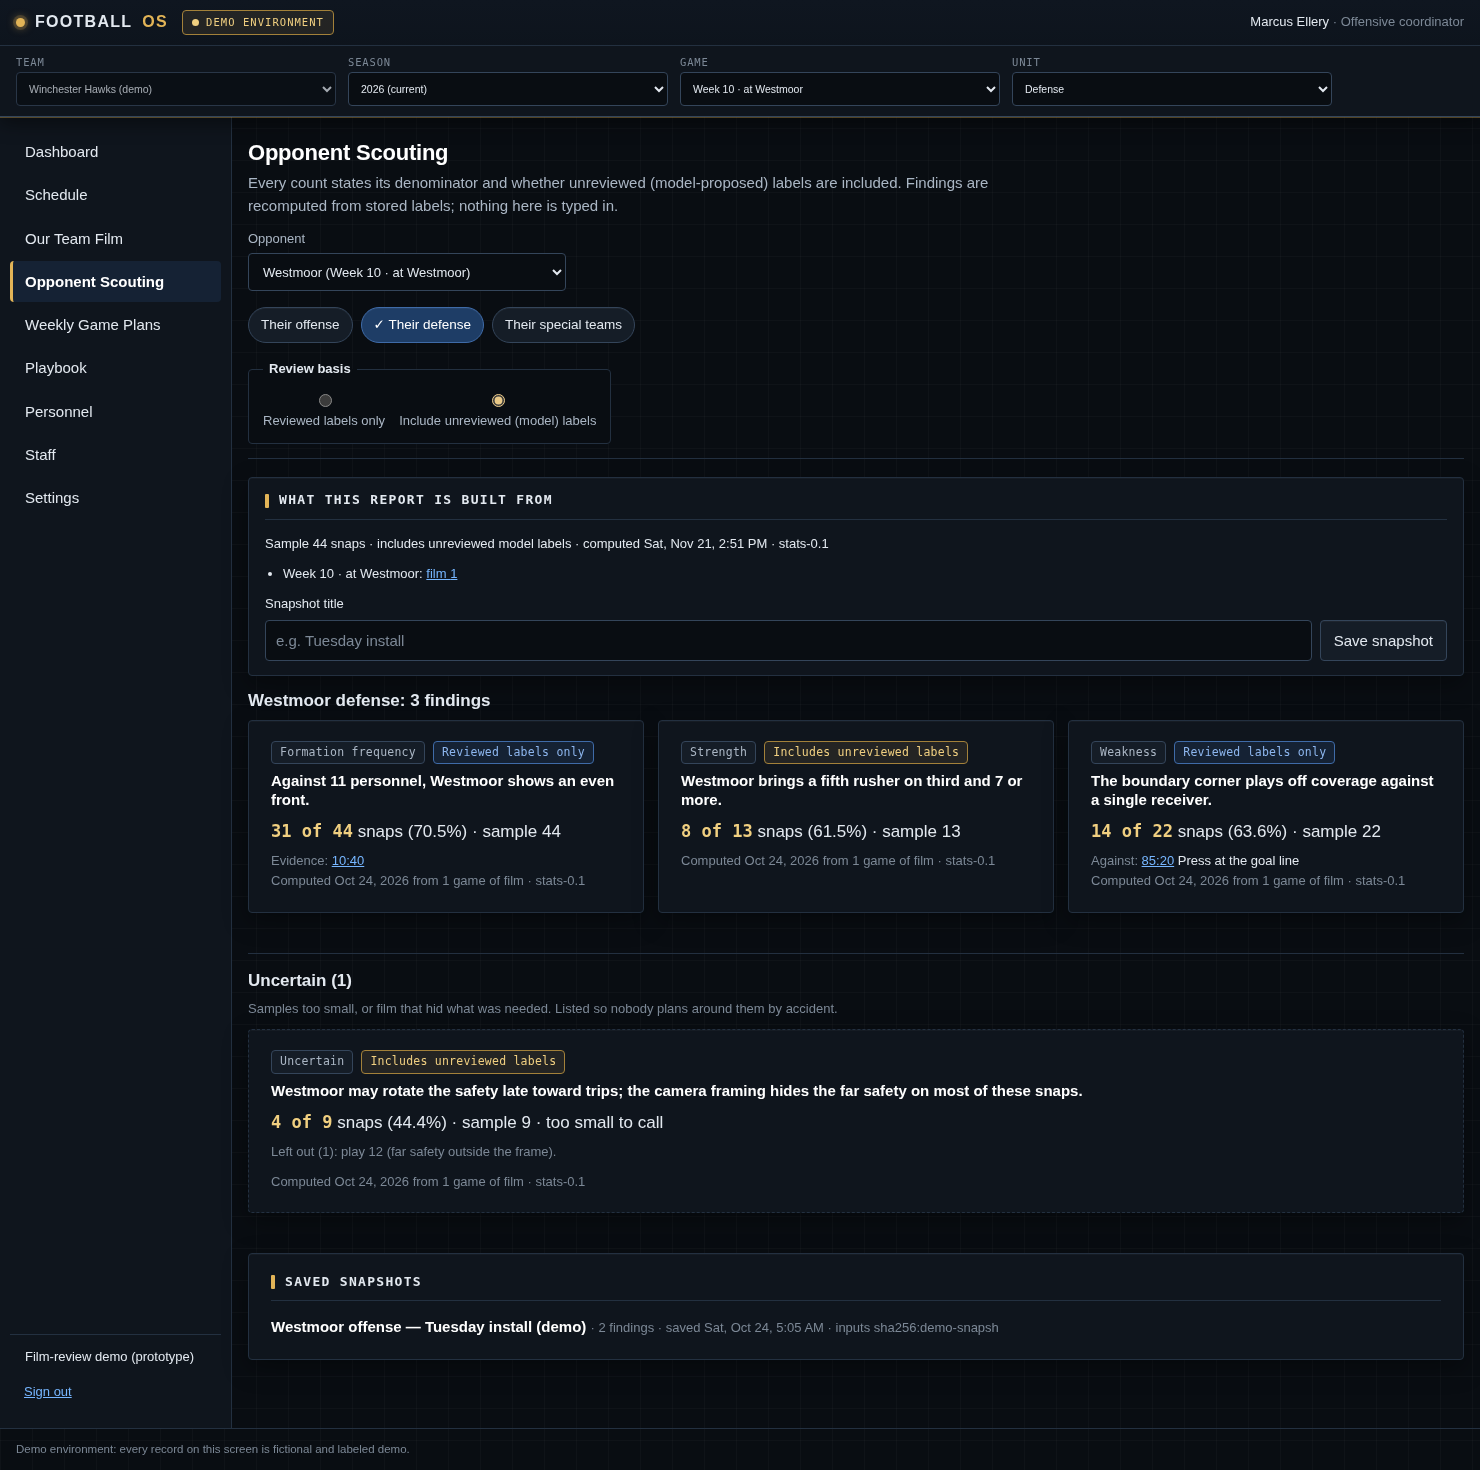 FOOTBALL OS
DEMO ENVIRONMENT
Marcus Ellery · Offensive coordinator
TEAM
Winchester Hawks (demo)
SEASON
2026 (current)
GAME
Week 10 · at Westmoor
UNIT
Defense
Dashboard
Schedule
Our Team Film
Opponent Scouting
Weekly Game Plans
Playbook
Personnel
Staff
Settings
Film-review demo (prototype)
Sign out
Opponent Scouting
Every count states its denominator and whether unreviewed (model-proposed) labels are included. Findings are
recomputed from stored labels; nothing here is typed in.
Opponent
Westmoor (Week 10 · at Westmoor)
Their offense
✓ Their defense
Their special teams
Review basis
Reviewed labels only
Include unreviewed (model) labels
WHAT THIS REPORT IS BUILT FROM
Sample 44 snaps · includes unreviewed model labels · computed Sat, Nov 21, 2:51 PM · stats-0.1
• Week 10 · at Westmoor: film 1
Snapshot title
e.g. Tuesday install
Save snapshot
Westmoor defense: 3 findings
Formation frequency
Reviewed labels only
Against 11 personnel, Westmoor shows an even
front.
31 of 44 snaps (70.5%) · sample 44
Evidence: 10:40
Computed Oct 24, 2026 from 1 game of film · stats-0.1
Strength
Includes unreviewed labels
Westmoor brings a fifth rusher on third and 7 or
more.
8 of 13 snaps (61.5%) · sample 13
Computed Oct 24, 2026 from 1 game of film · stats-0.1
Weakness
Reviewed labels only
The boundary corner plays off coverage against
a single receiver.
14 of 22 snaps (63.6%) · sample 22
Against: 85:20 Press at the goal line
Computed Oct 24, 2026 from 1 game of film · stats-0.1
Uncertain (1)
Samples too small, or film that hid what was needed. Listed so nobody plans around them by accident.
Uncertain
Includes unreviewed labels
Westmoor may rotate the safety late toward trips; the camera framing hides the far safety on most of these snaps.
4 of 9 snaps (44.4%) · sample 9 · too small to call
Left out (1): play 12 (far safety outside the frame).
Computed Oct 24, 2026 from 1 game of film · stats-0.1
SAVED SNAPSHOTS
Westmoor offense — Tuesday install (demo) · 2 findings · saved Sat, Oct 24, 5:05 AM · inputs sha256:demo-snapsh
Demo environment: every record on this screen is fictional and labeled demo.